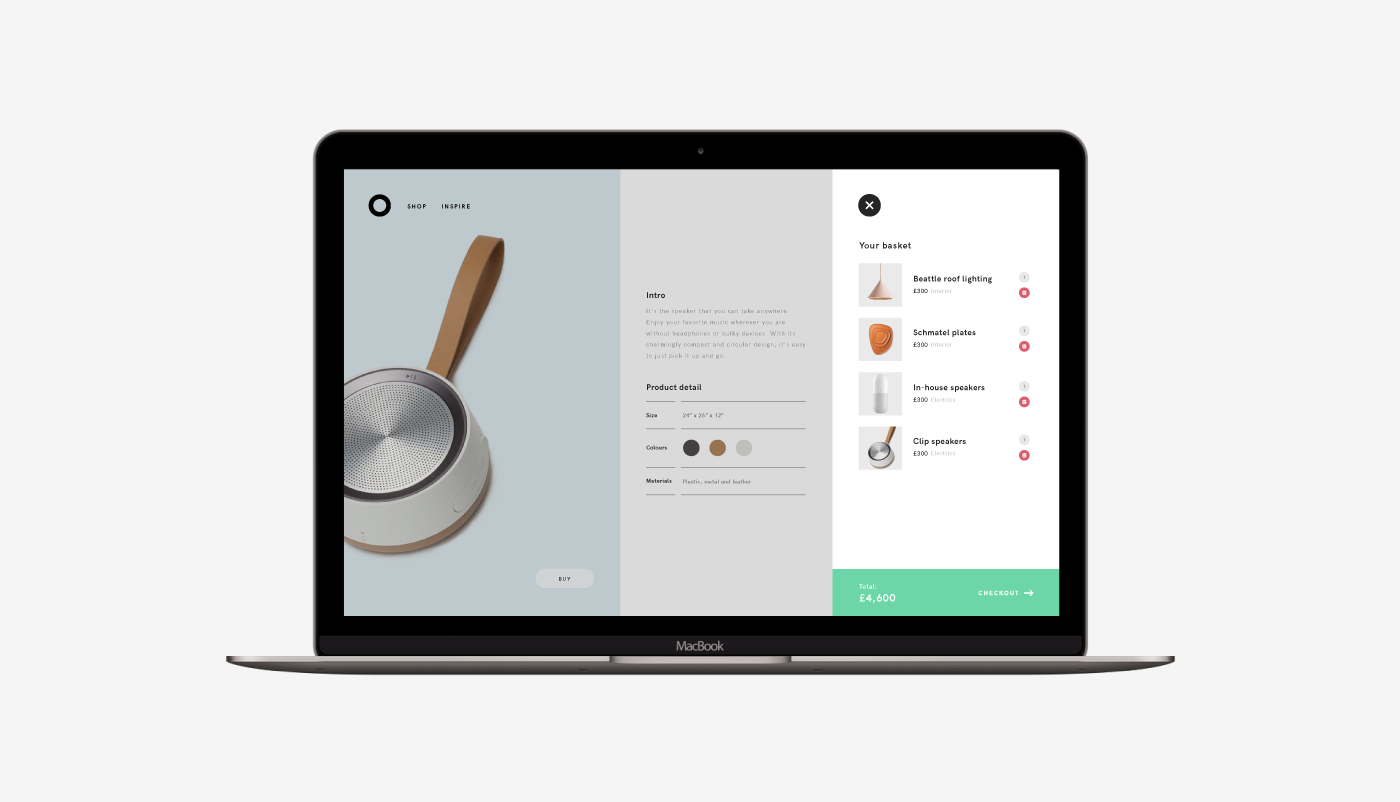 SHOP INSPIRE
BUY
Intro
It's the speaker that you can take anywhere.
Enjoy your favorite music wherever you are
without headphones or bulky devices. With its
charmingly compact and circular design, it's easy
to just pick it up and go.
Product detail
Size 24" x 26" x 12"
Colours
Materials Plastic, metal and leather
Your basket
Beattle roof lighting
£300 Interior
1
Schmatel plates
£300 Interior
1
In-house speakers
£300 Electrics
1
Clip speakers
£300 Electrics
1
Total:
£4,600
CHECKOUT
MacBook